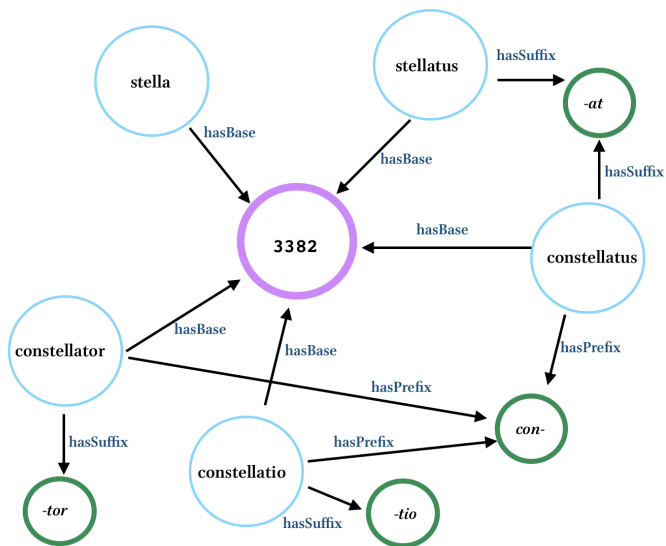 stellatus
hasSuffix
stella
-at
hasBase
hasBase
hasSuffix
hasBase
3382
constellatus
hasBase
constellator
hasBase
hasPrefix
hasPrefix
con-
hasPrefix
hasSuffix
constellatio
-tor
-tio
hasSuffix